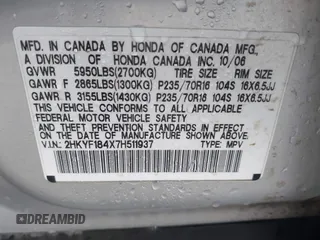 MFD. IN CANADA BY HONDA OF CANADA MFG.,
A DIVISION OF HONDA CANADA INC. 10/06
GVWR 5950LBS(2700KG) TIRE SIZE RIM SIZE
GAWR F 2865LBS(1300KG) P235/70R16 104S 16X6.5JJ
GAWR R 3155LBS(1430KG) P235/70R16 104S 16X6.5JJ
THIS VEHICLE CONFORMS TO ALL APPLICABLE
FEDERAL MOTOR VEHICLE SAFETY STANDARDS
IN EFFECT ON THE DATE OF MANUFACTURE SHOWN ABOVE.
V.I.N.: 2HKYF184X7H511937 TYPE: MPV
DREAMBID